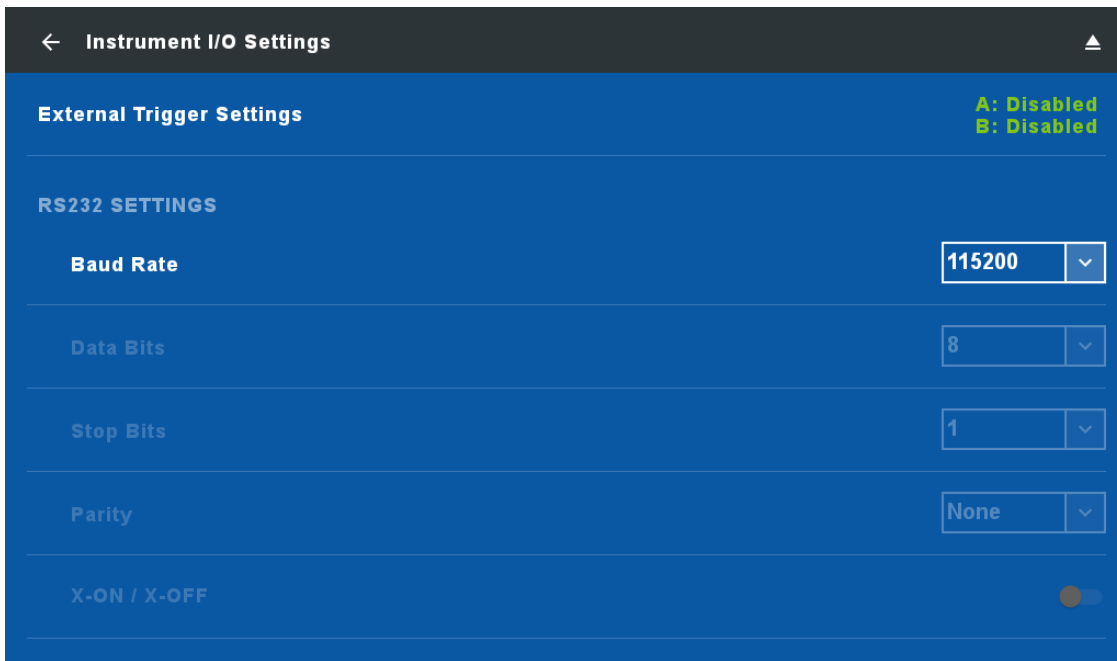 Instrument I/O Settings
External Trigger Settings
A: Disabled
B: Disabled
RS232 SETTINGS
Baud Rate
115200
Data Bits
8
Stop Bits
1
Parity
None
X-ON / X-OFF